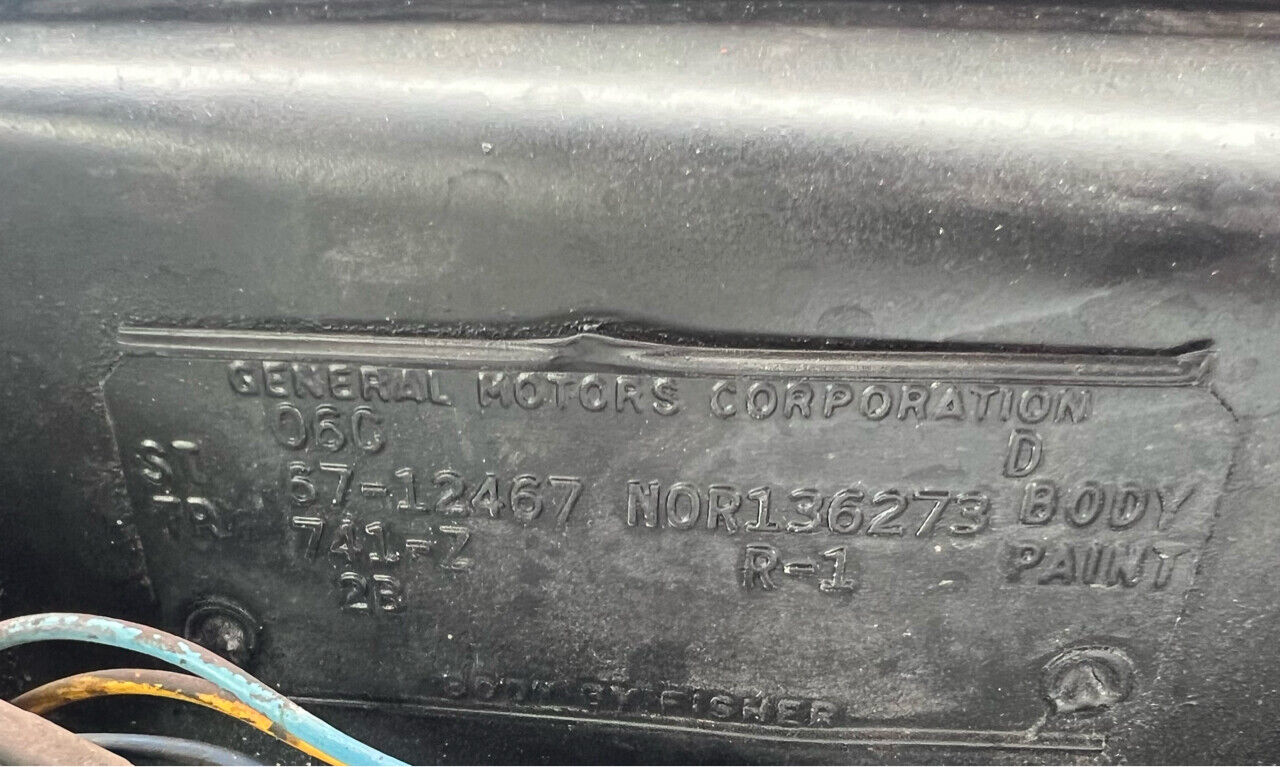 GENERAL MOTORS CORPORATION
06C D
ST 67-12467 NOR136273 BODY
TR 741-Z R-1 PAINT
2B
BODY BY FISHER